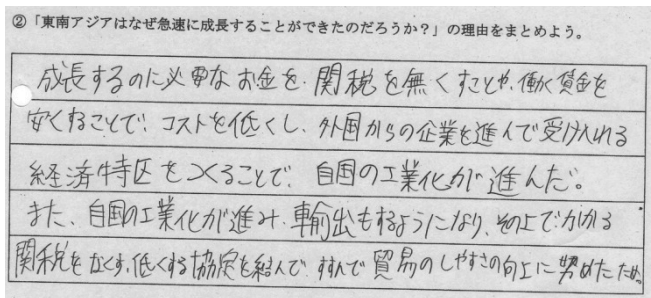 ②「東南アジアはなぜ急速に成長することができたのだろうか？」の理由をまとめよう。
成長するのに必要なお金を、関税を無くすことや、働く賃金を
安くすることで、コストを低くし、外国からの企業を進んで受け入れる
経済特区をつくることで、自国の工業化が進んだ。
また、自国の工業化が進み、輸出もするようになり、その上でかかる
関税をなくす、低くする協定を結んで、すすんで貿易のしやすさの向上に努めたため。